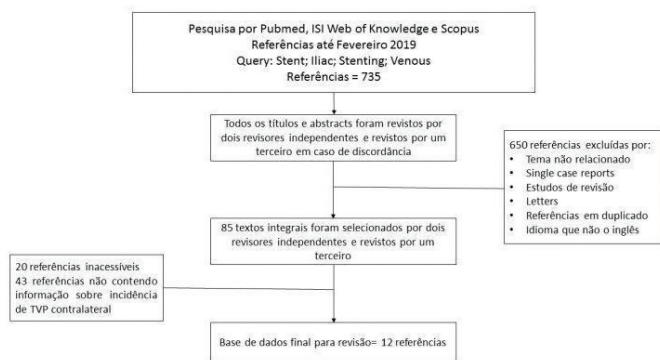 Pesquisa por Pubmed, ISI Web of Knowledge e Scopus
Referências até Fevereiro 2019
Query: Stent; Iliac; Stenting; Venous
Referências = 735
Todos os títulos e abstracts foram revistos por
dois revisores independentes e revistos por um
terceiro em caso de discordância
650 referências excluídas por:
• Tema não relacionado
• Single case reports
• Estudos de revisão
• Letters
• Referências em duplicado
• Idioma que não o inglês
85 textos integrais foram selecionados por dois
revisores independentes e revistos por um
terceiro
20 referências inacessíveis
43 referências não contendo
informação sobre incidência
de TVP contralateral
Base de dados final para revisão= 12 referências